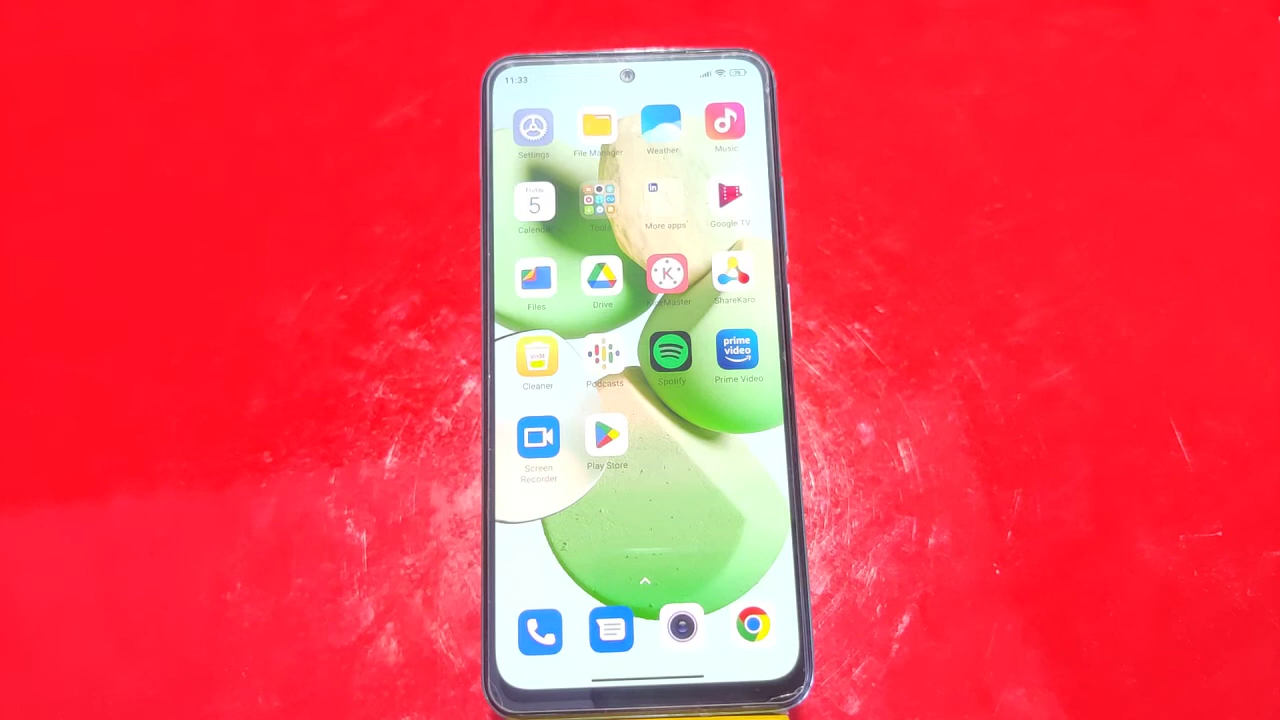 11:33
Settings
File Manager
Weather
Music
5
Calendar
Tools
in
More apps
Google TV
Files
Drive
K
KineMaster
ShareKaro
Cleaner
Podcasts
Spotify
prime
video
Prime Video
Screen
Recorder
Play Store